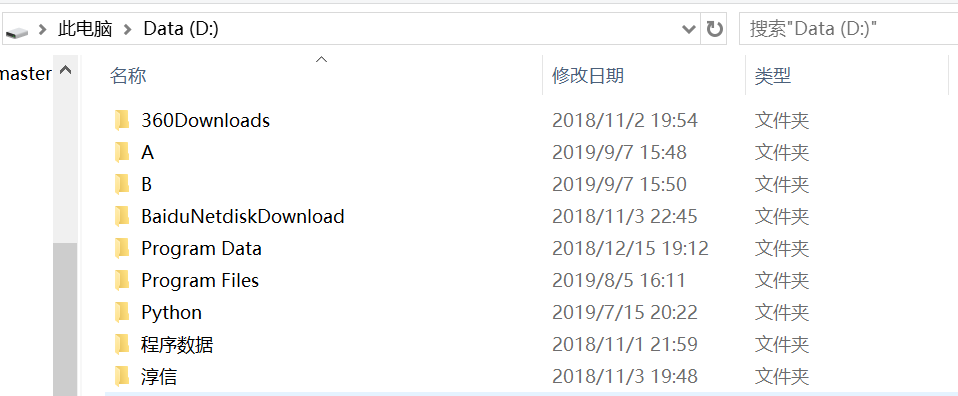 此电脑 Data (D:) 搜索"Data (D:)"
master 名称 修改日期 类型
360Downloads 2018/11/2 19:54 文件夹
A 2019/9/7 15:48 文件夹
B 2019/9/7 15:50 文件夹
BaiduNetdiskDownload 2018/11/3 22:45 文件夹
Program Data 2018/12/15 19:12 文件夹
Program Files 2019/8/5 16:11 文件夹
Python 2019/7/15 20:22 文件夹
程序数据 2018/11/1 21:59 文件夹
淳信 2018/11/3 19:48 文件夹